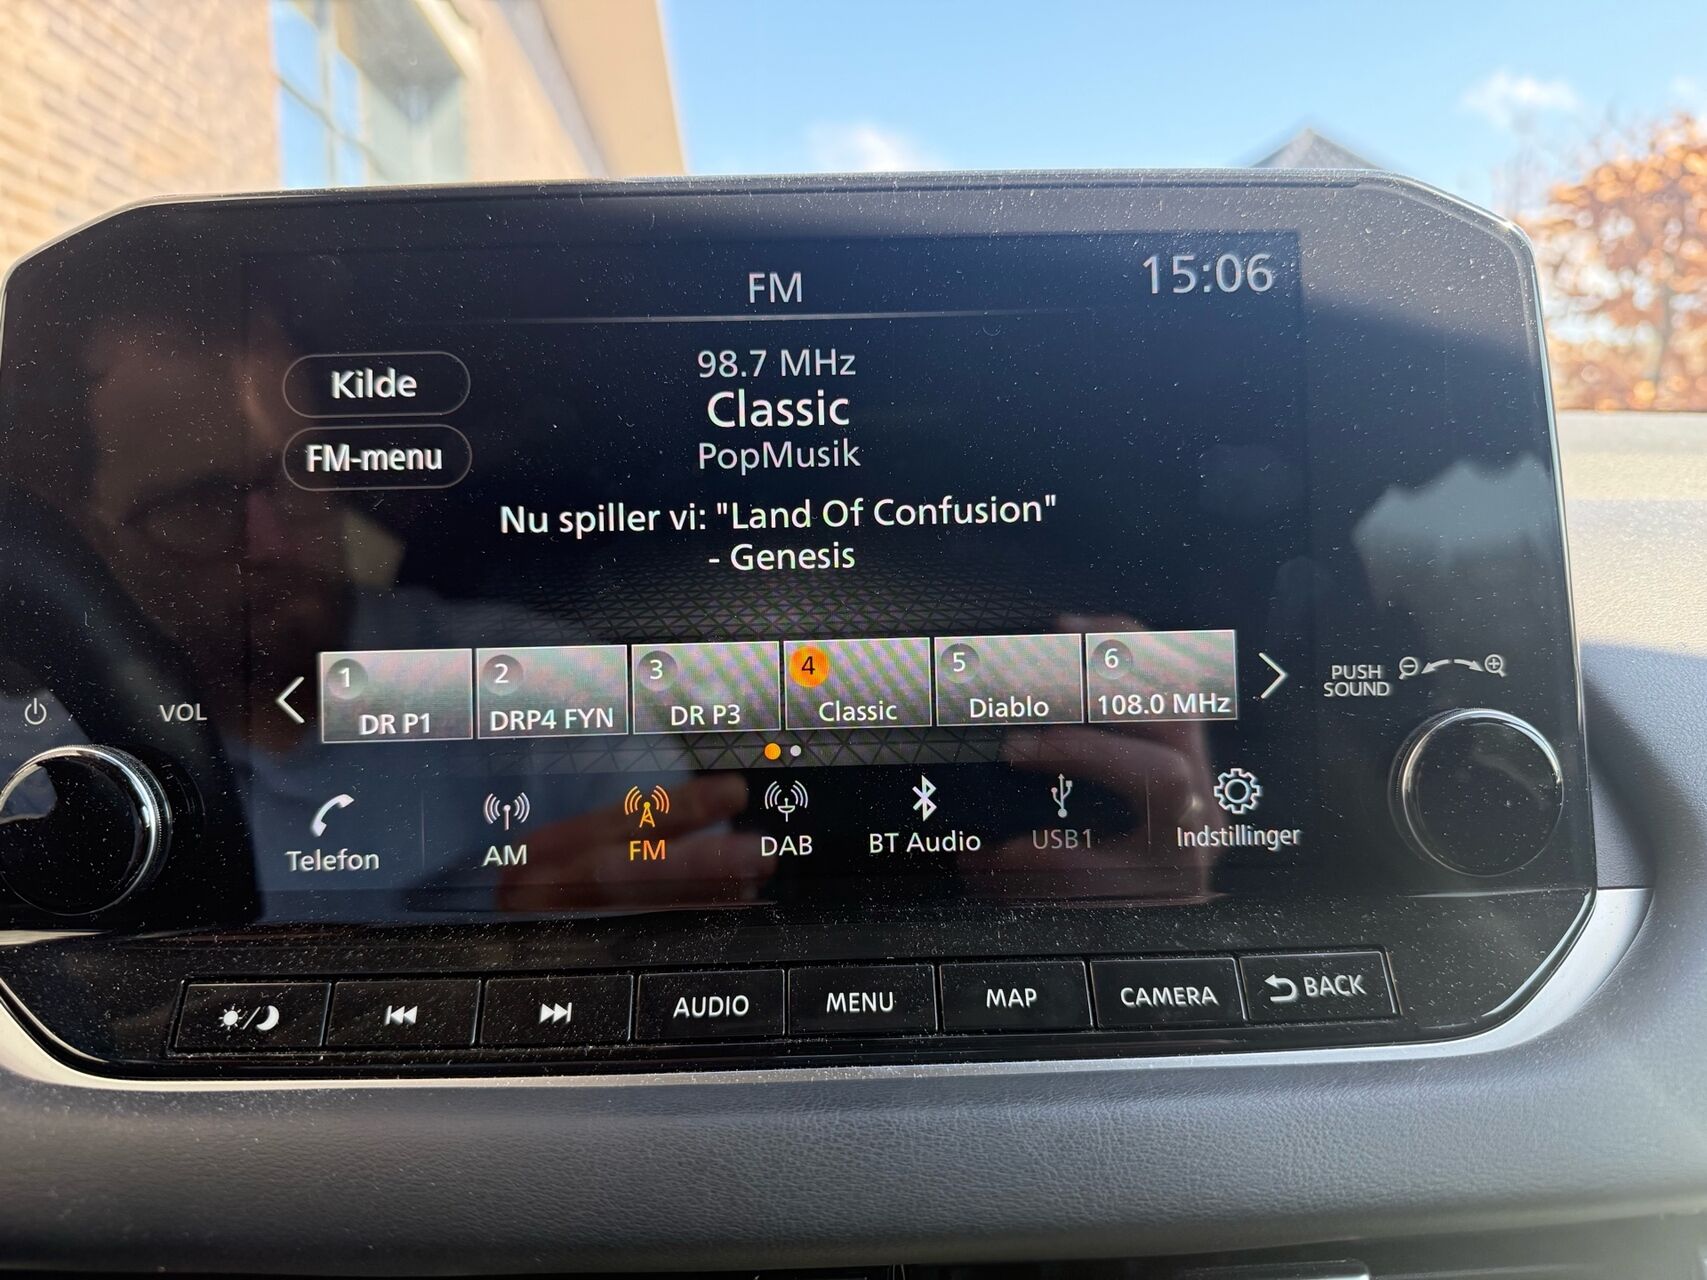 FM
15:06
98.7 MHz
Classic
PopMusik
Kilde
FM-menu
Nu spiller vi: "Land Of Confusion"
- Genesis
1
DR P1
2
DRP4 FYN
3
DR P3
4
Classic
5
Diablo
6
108.0 MHz
VOL
PUSH
SOUND
Telefon
AM
FM
DAB
BT Audio
USB1
Indstillinger
AUDIO
MENU
MAP
CAMERA
BACK